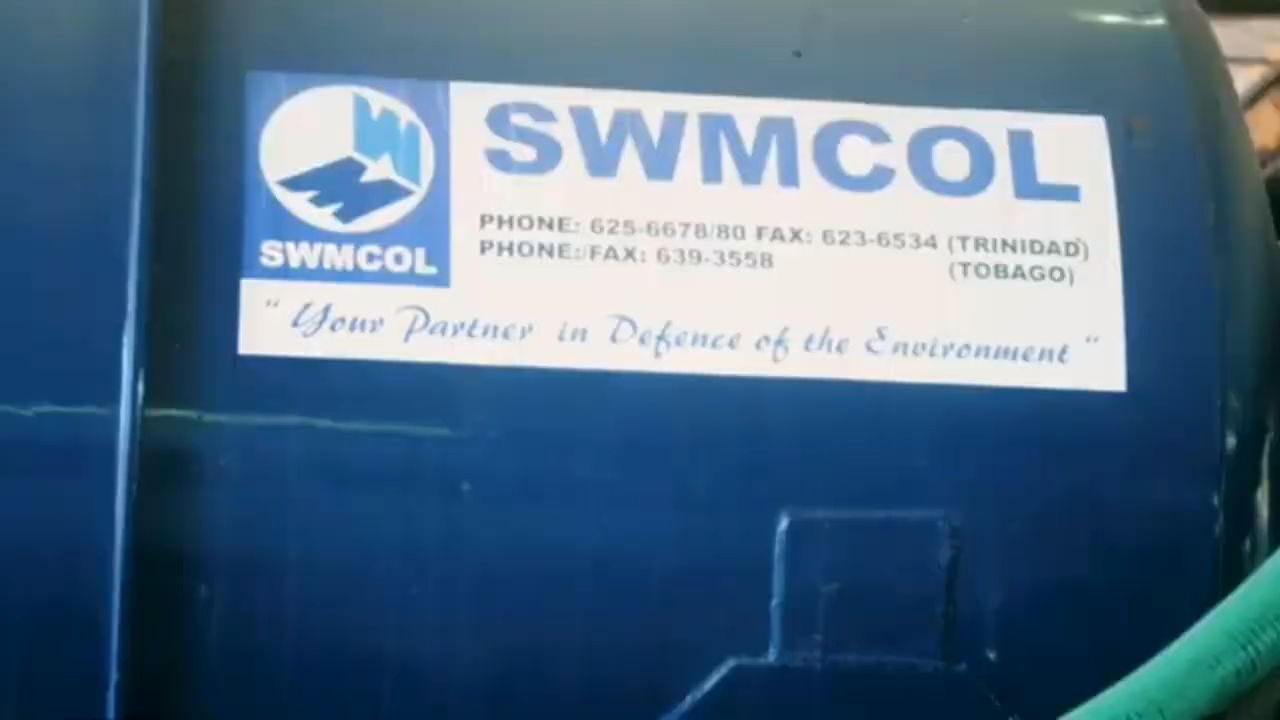 SWMCOL
SWMCOL
PHONE: 625-6678/80 FAX: 623-6534 (TRINIDAD)
PHONE:/FAX: 639-3558 (TOBAGO)
" Your Partner in Defence of the Environment "